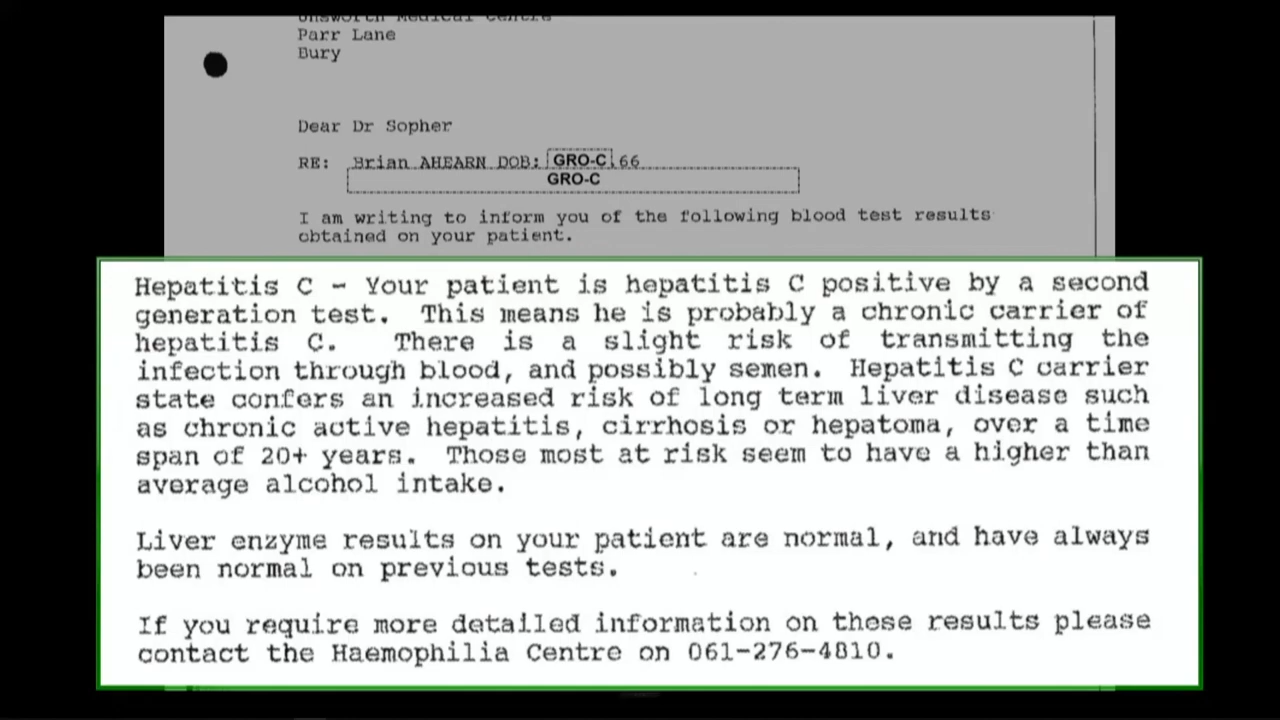 Unsworth Medical Centre
Parr Lane
Bury
Dear Dr Sopher
RE: Brian AHEARN DOB: GRO-C .66
GRO-C
I am writing to inform you of the following blood test results
obtained on your patient.
Hepatitis C - Your patient is hepatitis C positive by a second
generation test. This means he is probably a chronic carrier of
hepatitis C. There is a slight risk of transmitting the
infection through blood, and possibly semen. Hepatitis C carrier
state confers an increased risk of long term liver disease such
as chronic active hepatitis, cirrhosis or hepatoma, over a time
span of 20+ years. Those most at risk seem to have a higher than
average alcohol intake.
Liver enzyme results on your patient are normal, and have always
been normal on previous tests.
If you require more detailed information on these results please
contact the Haemophilia Centre on 061-276-4810.